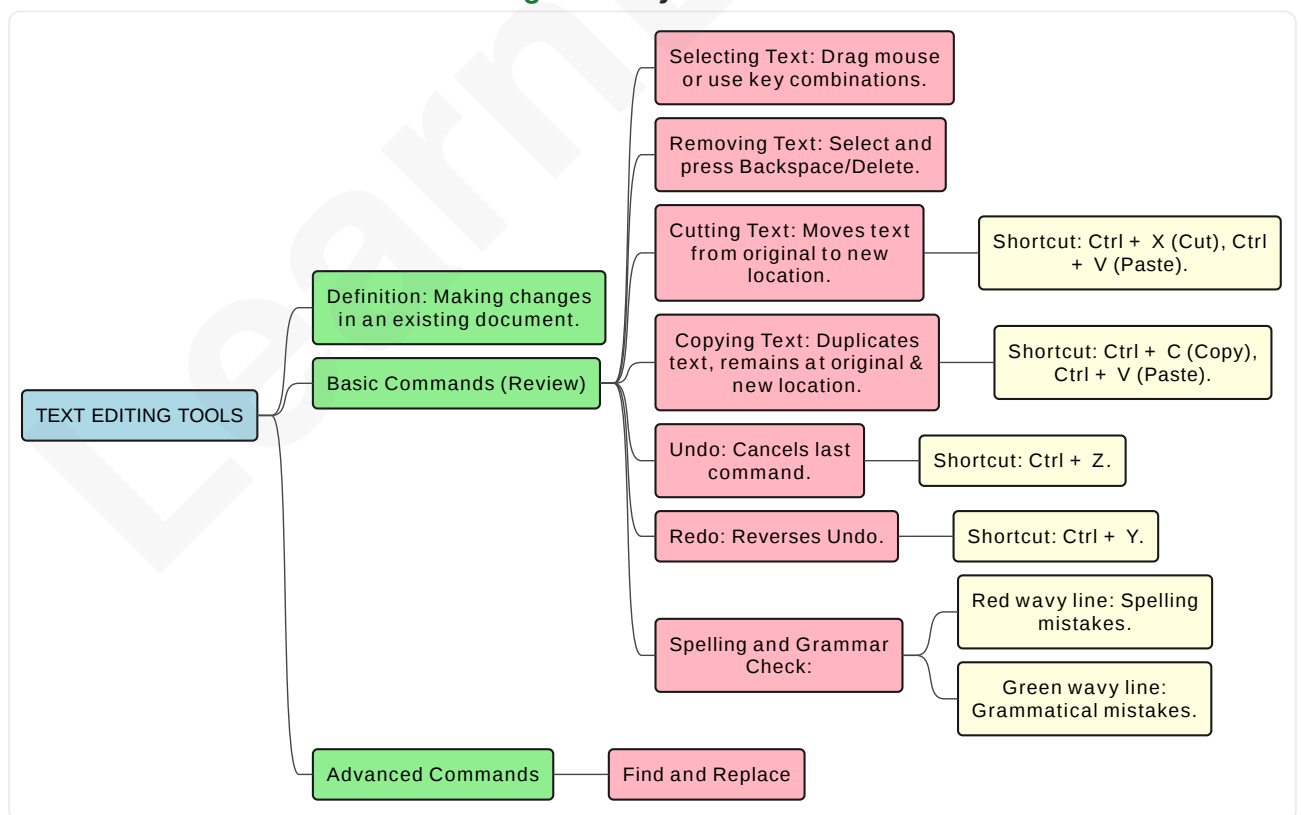 TEXT EDITING TOOLS
Definition: Making changes
in an existing document.
Basic Commands (Review)
Selecting Text: Drag mouse
or use key combinations.
Removing Text: Select and
press Backspace/Delete.
Cutting Text: Moves text
from original to new
location.
Shortcut: Ctrl + X (Cut), Ctrl
+ V (Paste).
Copying Text: Duplicates
text, remains at original &
new location.
Shortcut: Ctrl + C (Copy),
Ctrl + V (Paste).
Undo: Cancels last
command.
Shortcut: Ctrl + Z.
Redo: Reverses Undo.
Shortcut: Ctrl + Y.
Spelling and Grammar
Check:
Red wavy line: Spelling
mistakes.
Green wavy line:
Grammatical mistakes.
Advanced Commands
Find and Replace
Learn